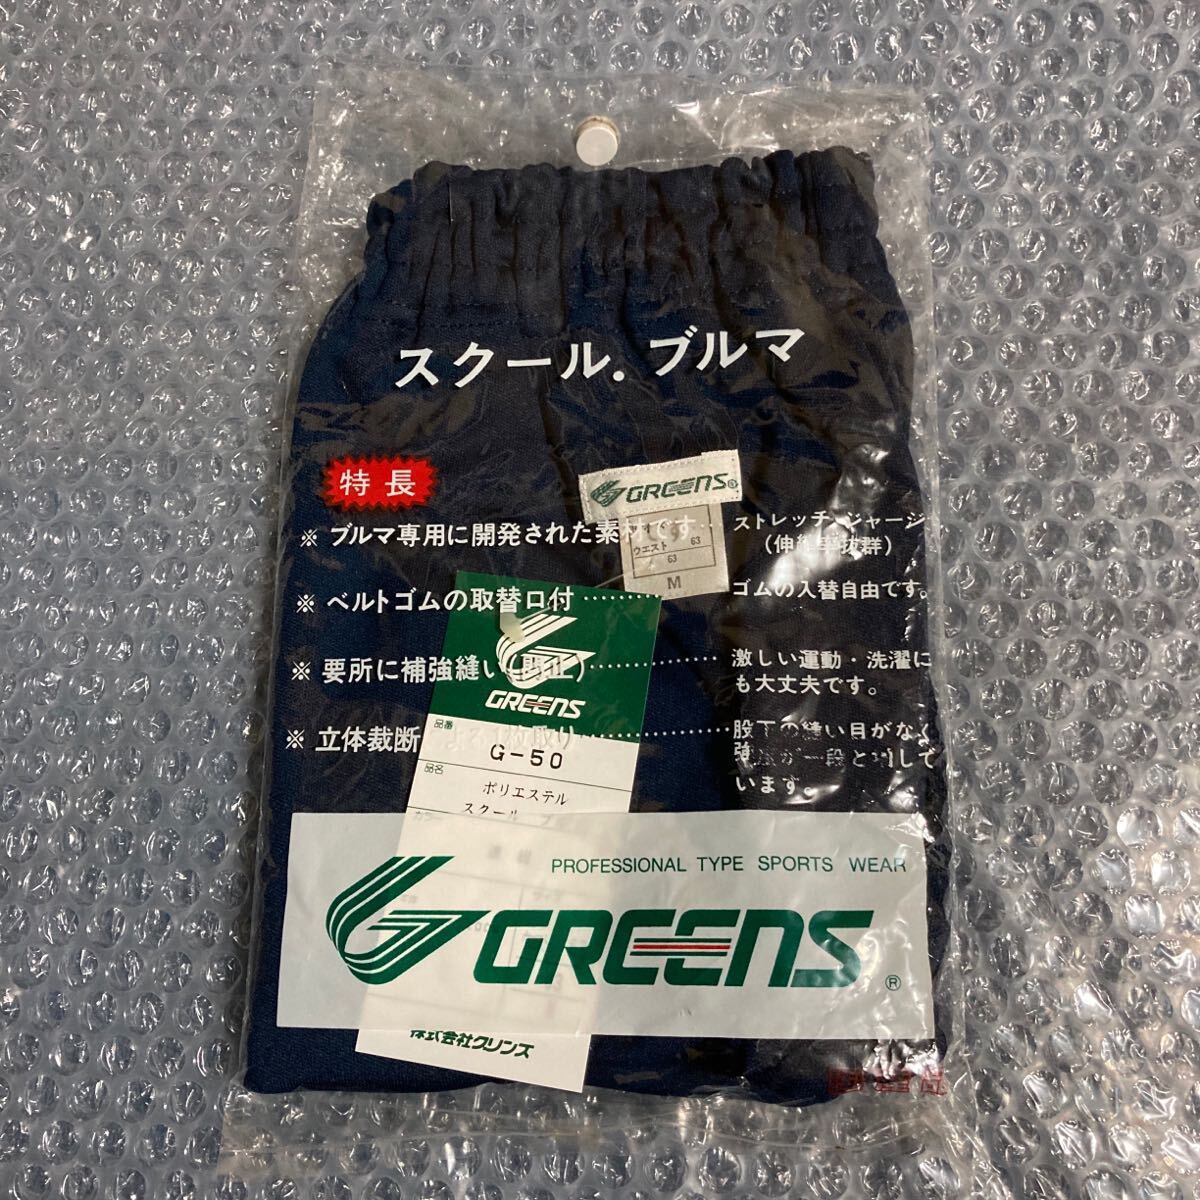 スクール．ブルマ
特長
GREENS®
ウエスト 63
63
M
※ ブルマ専用に開発された素材です… ストレッチ・ジャージ
※ ベルトゴムの取替口付………… ゴムの入替自由です。
※ 要所に補強縫い(閂止)………… 激しい運動・洗濯に
も大丈夫です。
※ 立体裁断
股下の縫い目がなく
います。
GREENS
品番
G-50
品名
ポリエステル
スクール
PROFESSIONAL TYPE SPORTS WEAR
GREENS®
株式会社グリンズ